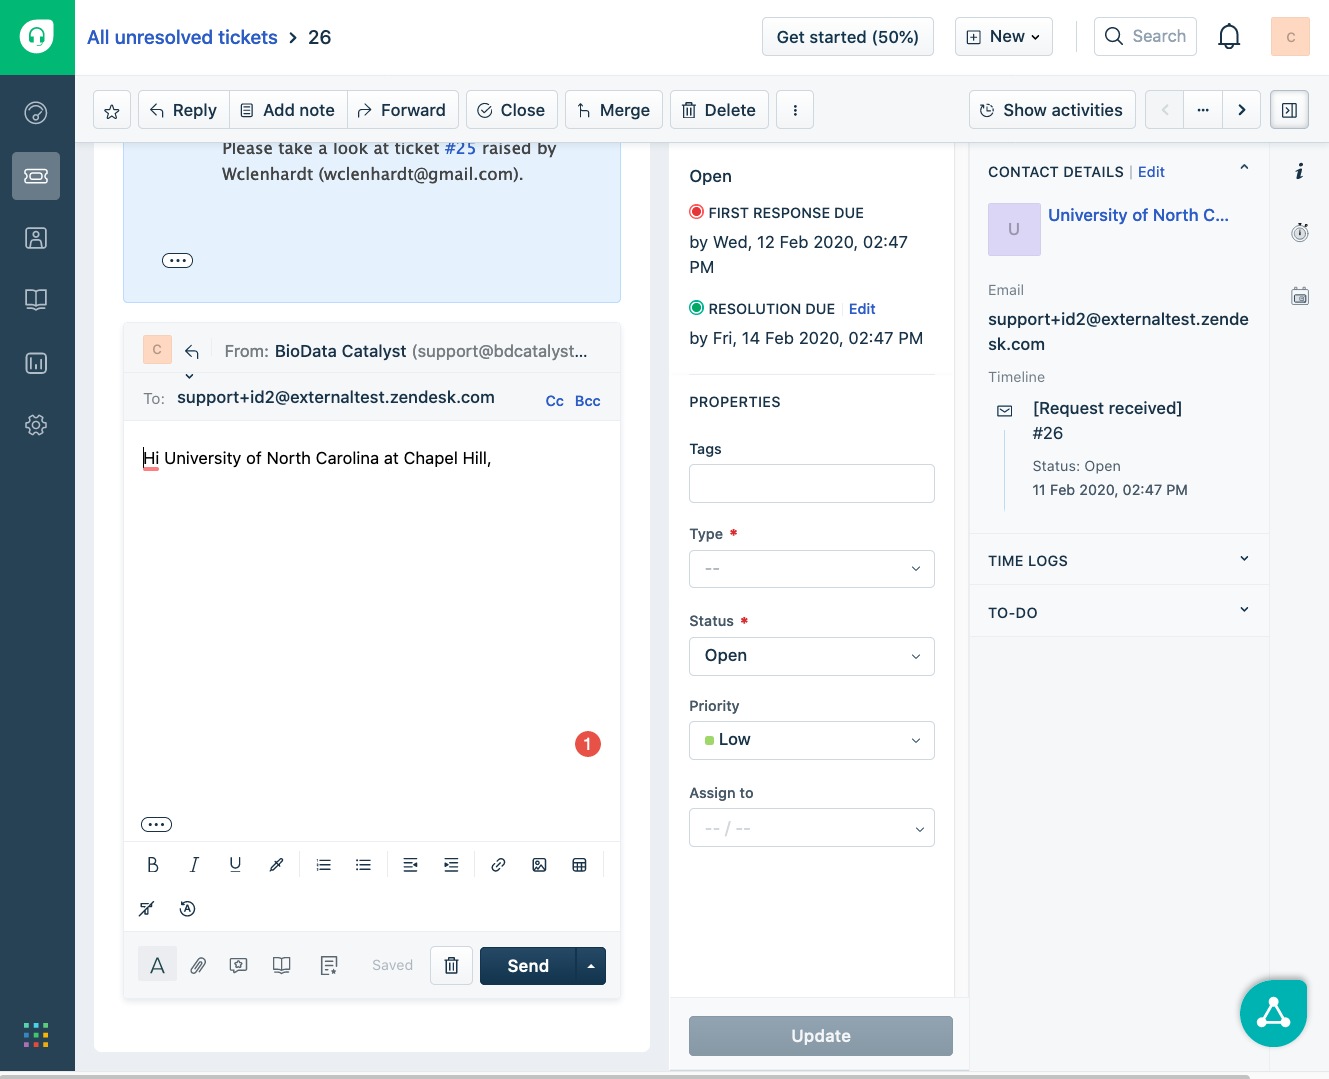 All unresolved tickets > 26
Get started (50%)
New
Search
C
Reply
Add note
Forward
Close
Merge
Delete
Show activities
Please take a look at ticket #25 raised by
Wclenhardt (wclenhardt@gmail.com).
C
From: BioData Catalyst (support@bdcatalyst...
To: support+id2@externaltest.zendesk.com
Cc Bcc
Hi University of North Carolina at Chapel Hill,
1
B I U
A
Saved
Send
Open
FIRST RESPONSE DUE
by Wed, 12 Feb 2020, 02:47
PM
RESOLUTION DUE Edit
by Fri, 14 Feb 2020, 02:47 PM
PROPERTIES
Tags
Type *
--
Status *
Open
Priority
Low
Assign to
-- / --
Update
CONTACT DETAILS | Edit
U
University of North C...
Email
support+id2@externaltest.zende
sk.com
Timeline
[Request received]
#26
Status: Open
11 Feb 2020, 02:47 PM
TIME LOGS
TO-DO
i